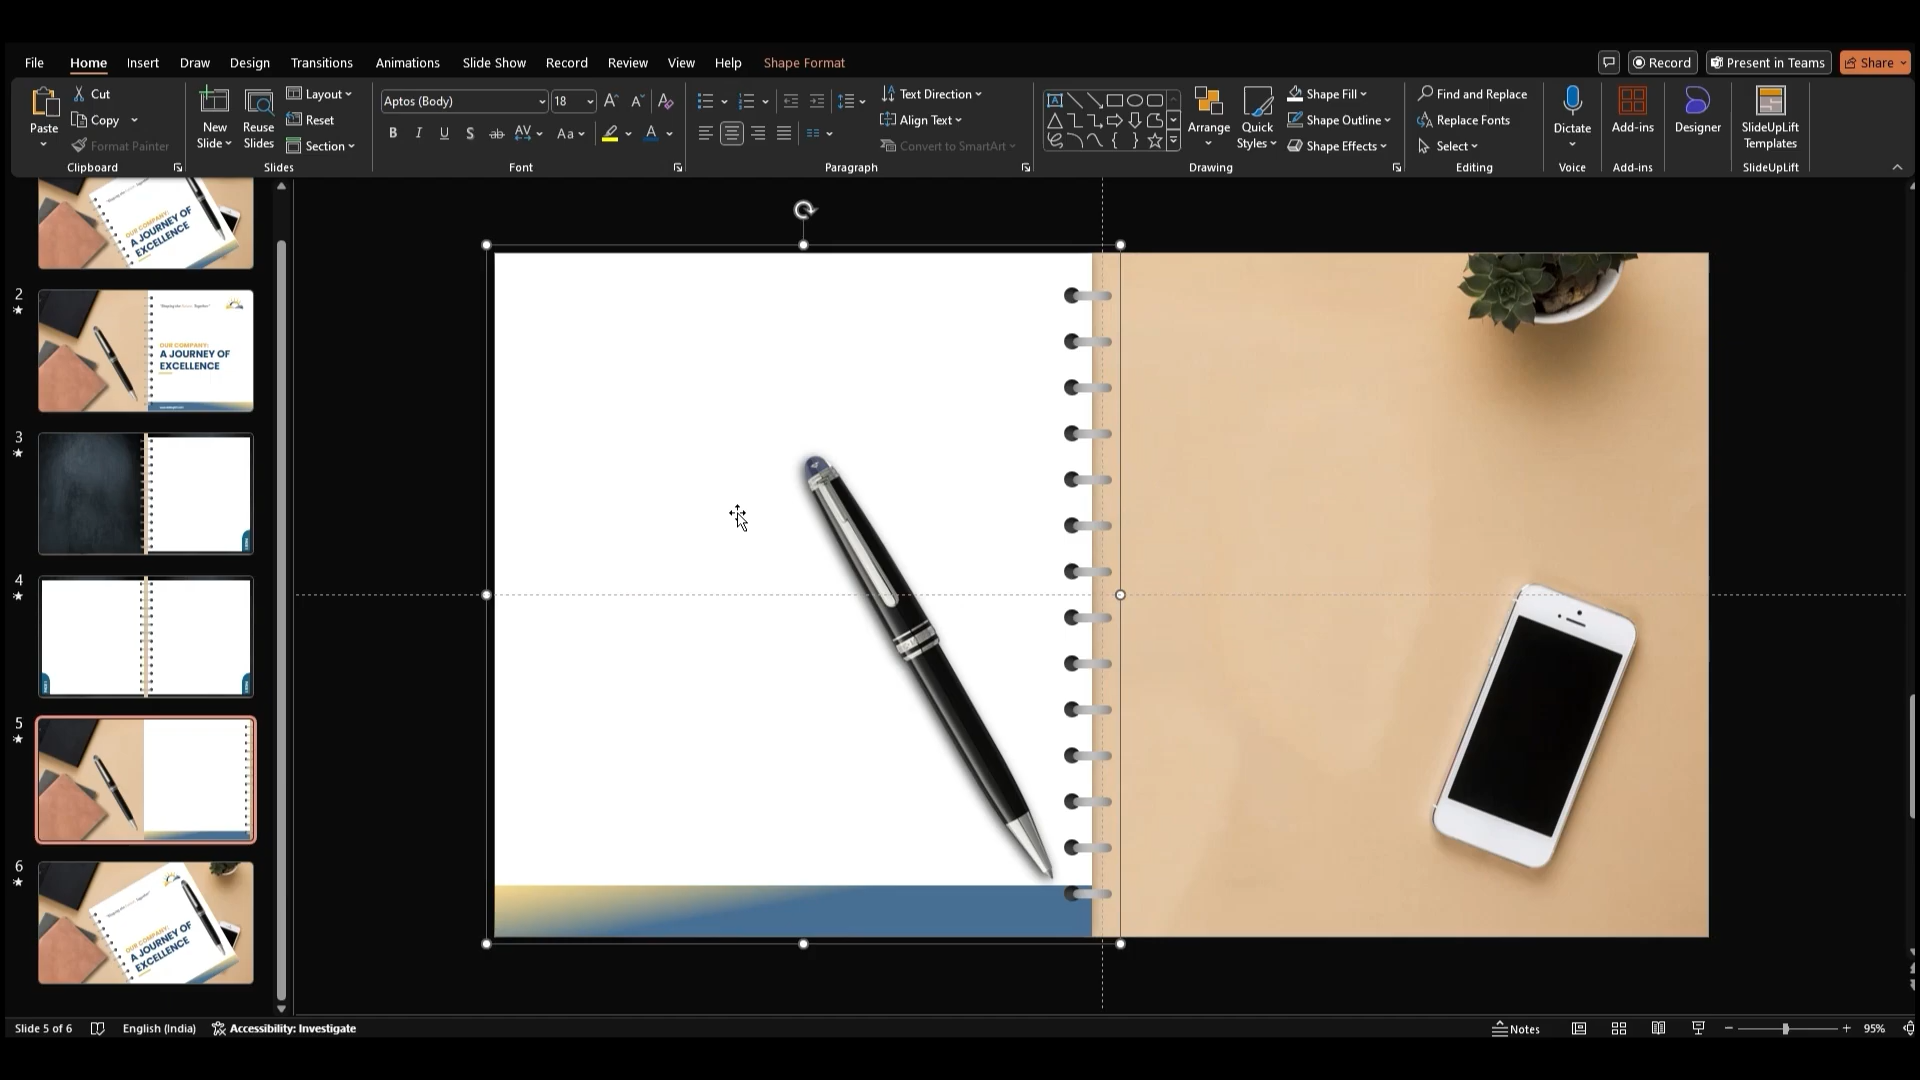 File Home Insert Draw Design Transitions Animations Slide Show Record Review View Help Shape Format Record Present in Teams Share
Paste Cut Copy Format Painter Clipboard
New Slide Reuse Slides Layout Reset Section Slides
Aptos (Body) 18 Font
Text Direction Align Text Convert to SmartArt Paragraph
Arrange Quick Styles Shape Fill Shape Outline Shape Effects Drawing
Find and Replace Replace Fonts Select Editing
Dictate Voice
Add-ins Add-ins
Designer
SlideUpLift Templates SlideUpLift
OUR COMPANY:
A JOURNEY OF
EXCELLENCE
2
OUR COMPANY:
A JOURNEY OF
EXCELLENCE
3
4
5
6
OUR COMPANY:
A JOURNEY OF
EXCELLENCE
Slide 5 of 6 English (India) Accessibility: Investigate Notes 95%